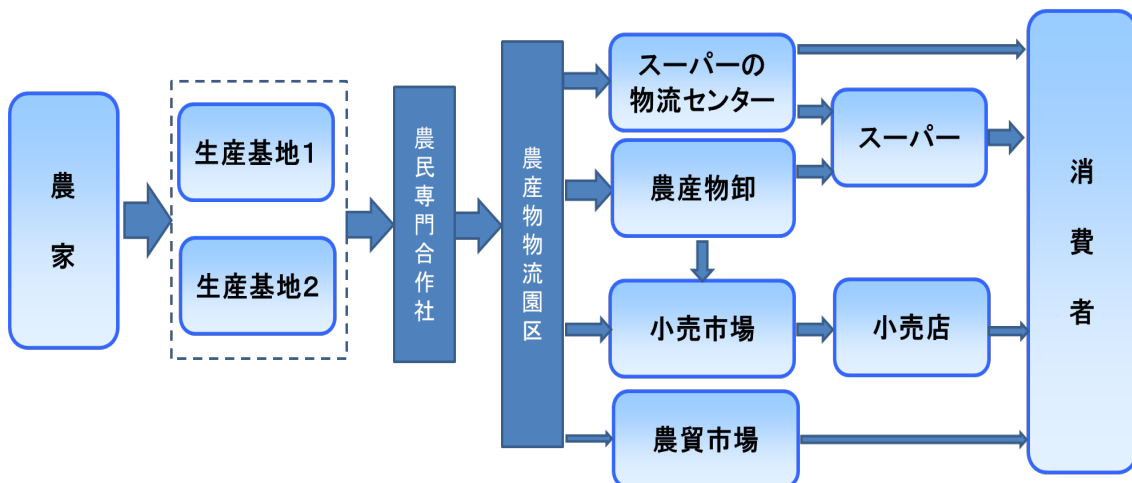 農
家
生産基地1
生産基地2
農民専門合作社
農産物物流園区
スーパーの
物流センター
農産物卸
小売市場
農貿市場
スーパー
小売店
消
費
者